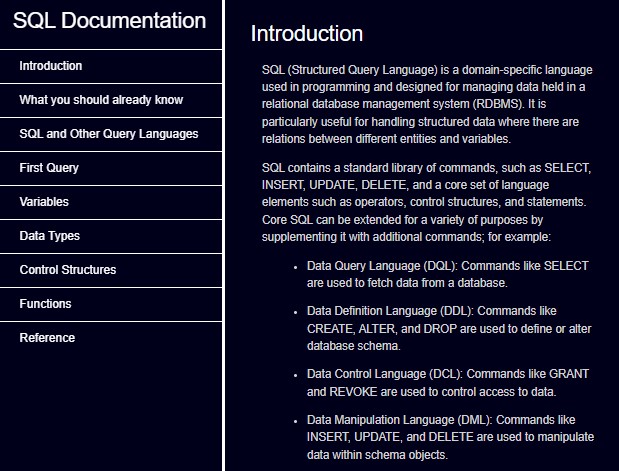 SQL Documentation
Introduction
What you should already know
SQL and Other Query Languages
First Query
Variables
Data Types
Control Structures
Functions
Reference
Introduction
SQL (Structured Query Language) is a domain-specific language
used in programming and designed for managing data held in a
relational database management system (RDBMS). It is
particularly useful for handling structured data where there are
relations between different entities and variables.
SQL contains a standard library of commands, such as SELECT,
INSERT, UPDATE, DELETE, and a core set of language
elements such as operators, control structures, and statements.
Core SQL can be extended for a variety of purposes by
supplementing it with additional commands; for example:
• Data Query Language (DQL): Commands like SELECT
are used to fetch data from a database.
• Data Definition Language (DDL): Commands like
CREATE, ALTER, and DROP are used to define or alter
database schema.
• Data Control Language (DCL): Commands like GRANT
and REVOKE are used to control access to data.
• Data Manipulation Language (DML): Commands like
INSERT, UPDATE, and DELETE are used to manipulate
data within schema objects.